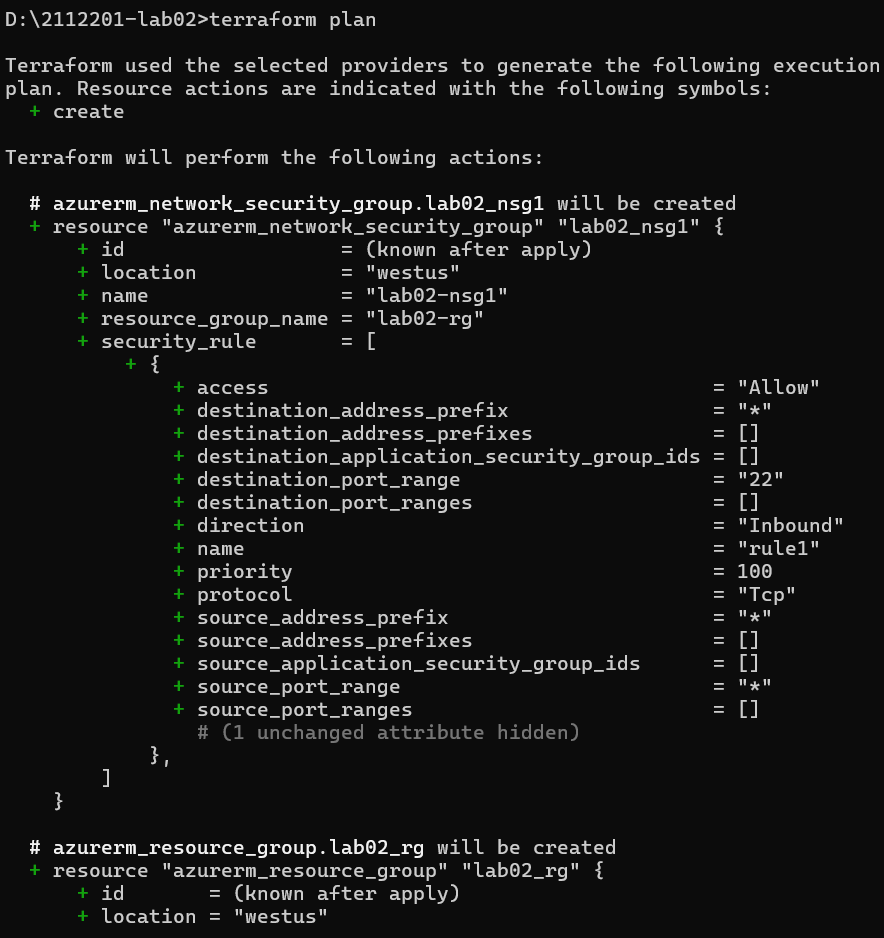 D:\2112201-lab02>terraform plan
Terraform used the selected providers to generate the following execution
plan. Resource actions are indicated with the following symbols:
  + create
Terraform will perform the following actions:
  # azurerm_network_security_group.lab02_nsg1 will be created
  + resource "azurerm_network_security_group" "lab02_nsg1" {
      + id                  = (known after apply)
      + location            = "westus"
      + name                = "lab02-nsg1"
      + resource_group_name = "lab02-rg"
      + security_rule       = [
          + {
              + access                                     = "Allow"
              + destination_address_prefix                 = "*"
              + destination_address_prefixes               = []
              + destination_application_security_group_ids = []
              + destination_port_range                     = "22"
              + destination_port_ranges                    = []
              + direction                                  = "Inbound"
              + name                                       = "rule1"
              + priority                                   = 100
              + protocol                                   = "Tcp"
              + source_address_prefix                      = "*"
              + source_address_prefixes                    = []
              + source_application_security_group_ids      = []
              + source_port_range                          = "*"
              + source_port_ranges                         = []
                # (1 unchanged attribute hidden)
            },
        ]
    }
  # azurerm_resource_group.lab02_rg will be created
  + resource "azurerm_resource_group" "lab02_rg" {
      + id       = (known after apply)
      + location = "westus"